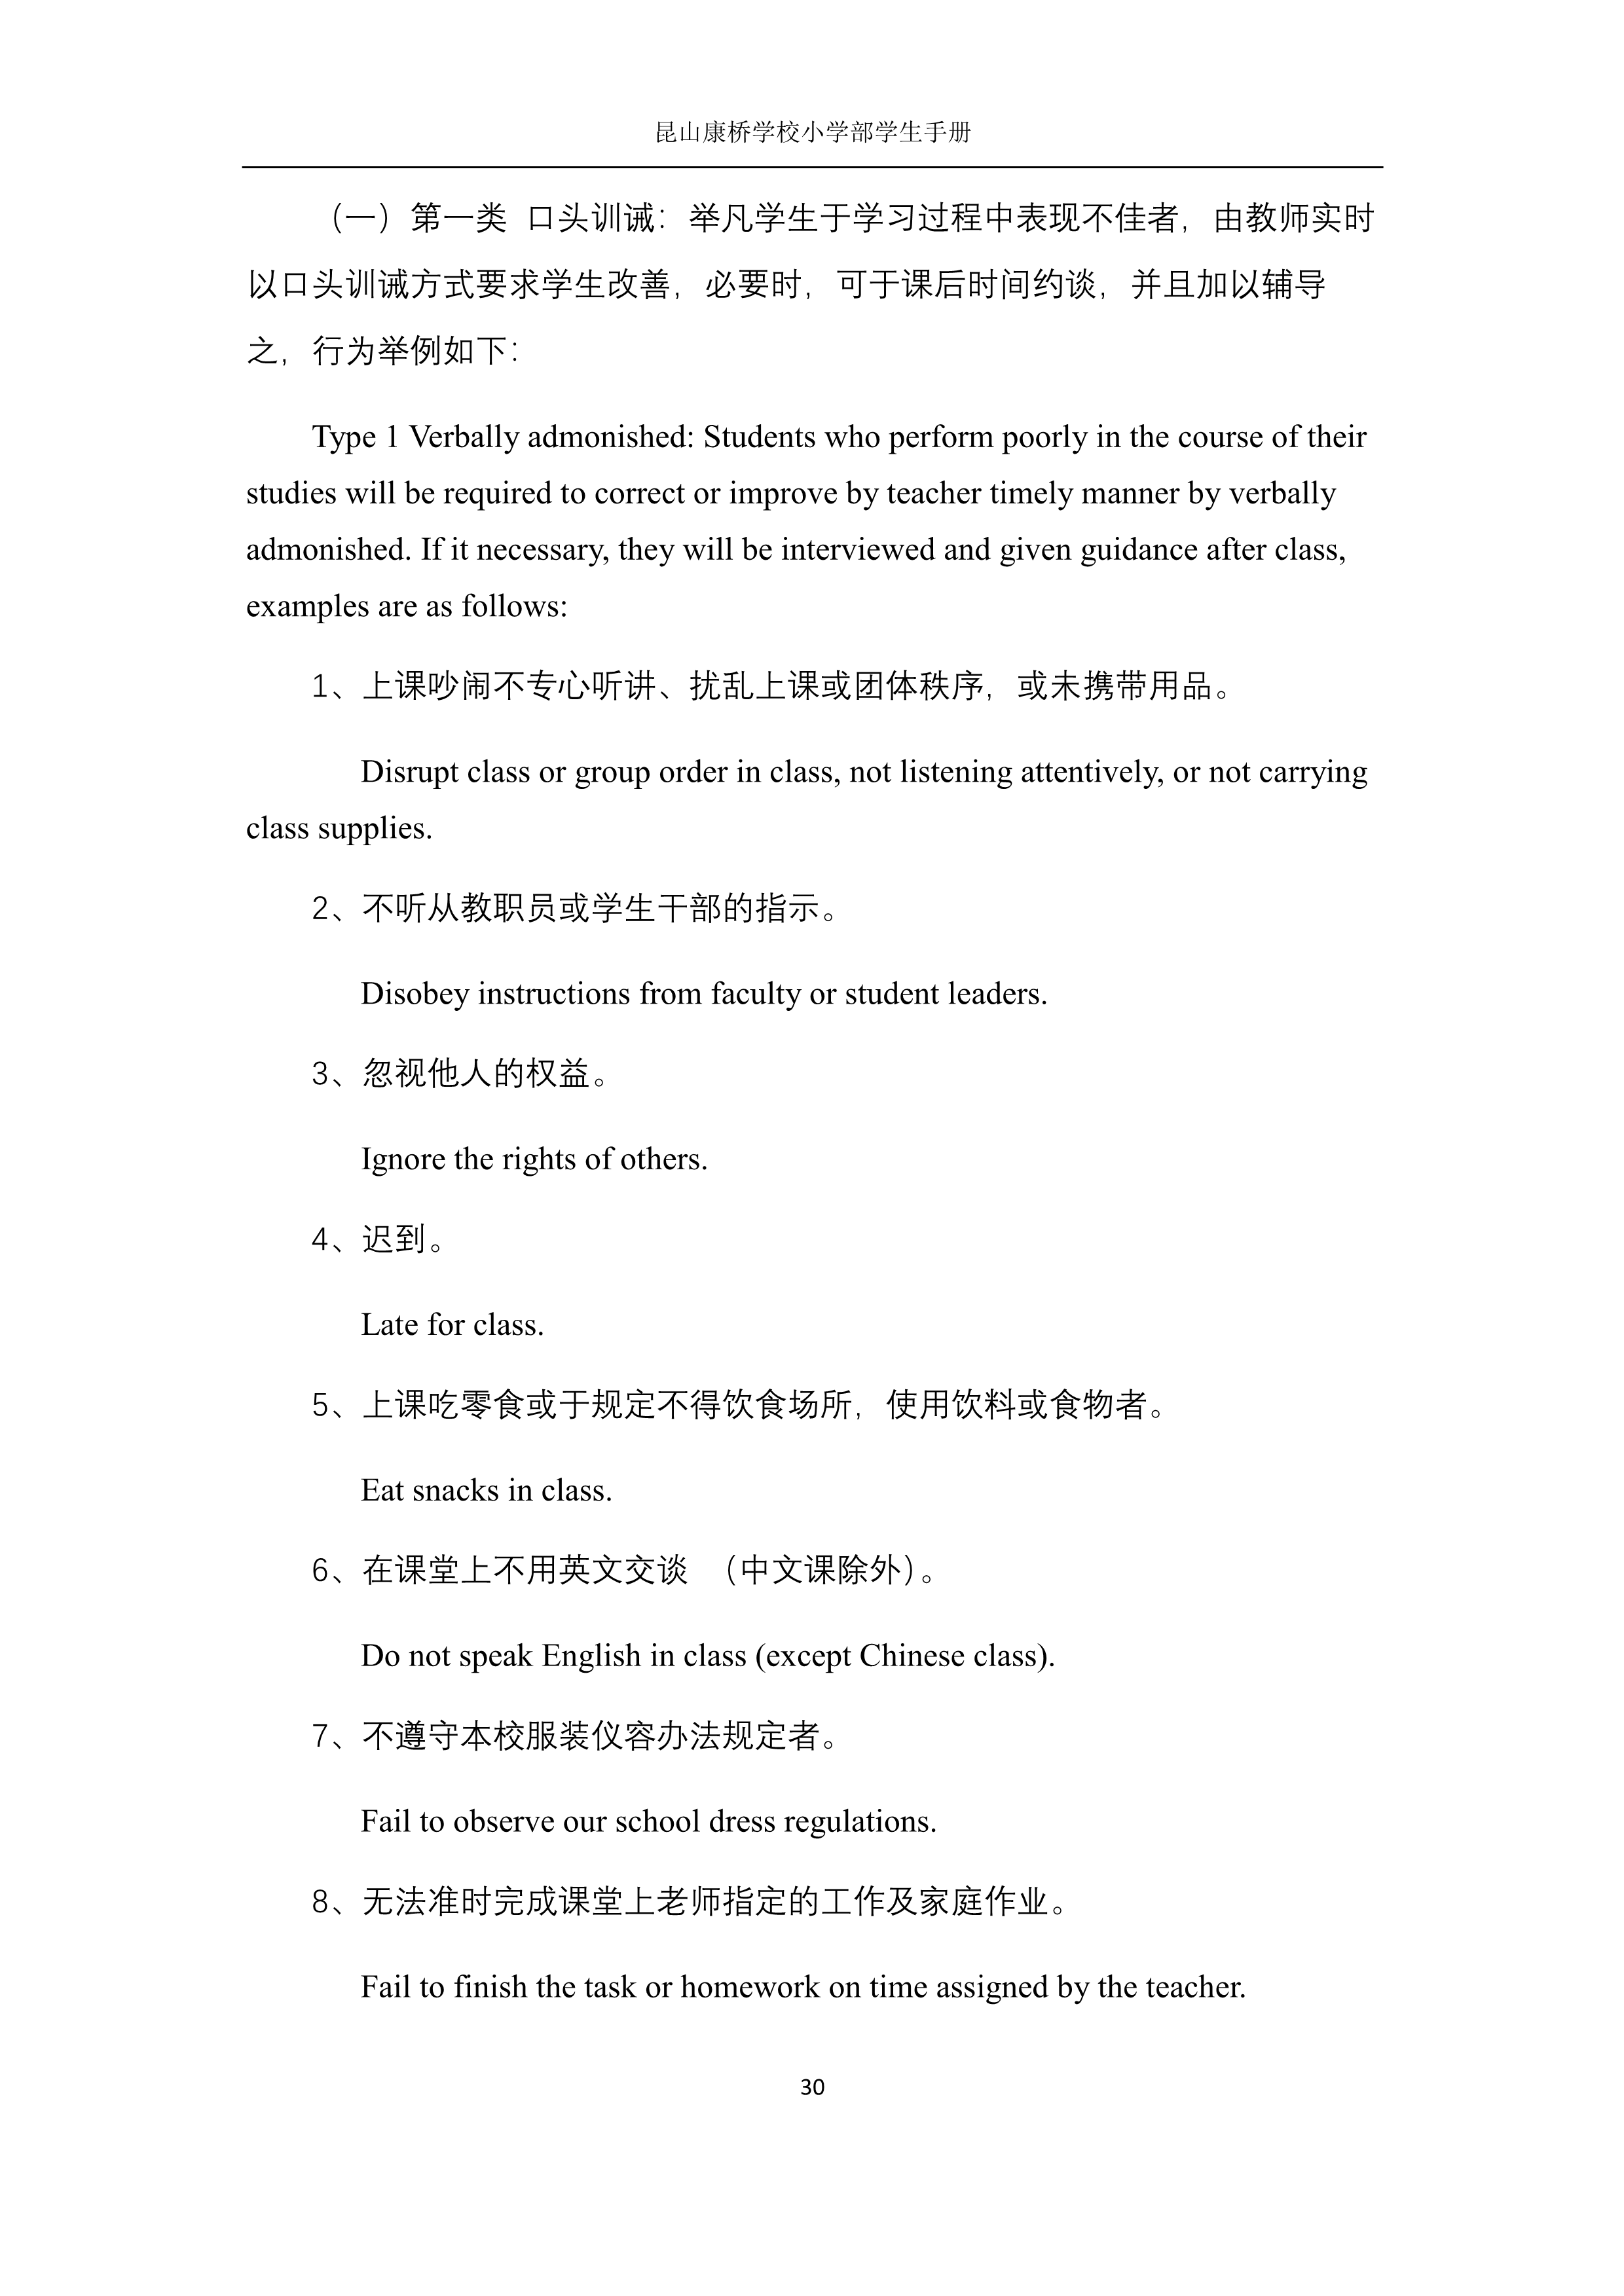 昆山康桥学校小学部学生手册
（一）第一类 口头训诫：举凡学生于学习过程中表现不佳者，由教师实时
以口头训诫方式要求学生改善，必要时，可于课后时间约谈，并且加以辅导
之，行为举例如下：
Type 1 Verbally admonished: Students who perform poorly in the course of their
studies will be required to correct or improve by teacher timely manner by verbally
admonished. If it necessary, they will be interviewed and given guidance after class,
examples are as follows:
1、上课吵闹不专心听讲、扰乱上课或团体秩序，或未携带用品。
Disrupt class or group order in class, not listening attentively, or not carrying
class supplies.
2、不听从教职员或学生干部的指示。
Disobey instructions from faculty or student leaders.
3、忽视他人的权益。
Ignore the rights of others.
4、迟到。
Late for class.
5、上课吃零食或于规定不得饮食场所，使用饮料或食物者。
Eat snacks in class.
6、在课堂上不用英文交谈 （中文课除外）。
Do not speak English in class (except Chinese class).
7、不遵守本校服装仪容办法规定者。
Fail to observe our school dress regulations.
8、无法准时完成课堂上老师指定的工作及家庭作业。
Fail to finish the task or homework on time assigned by the teacher.
30